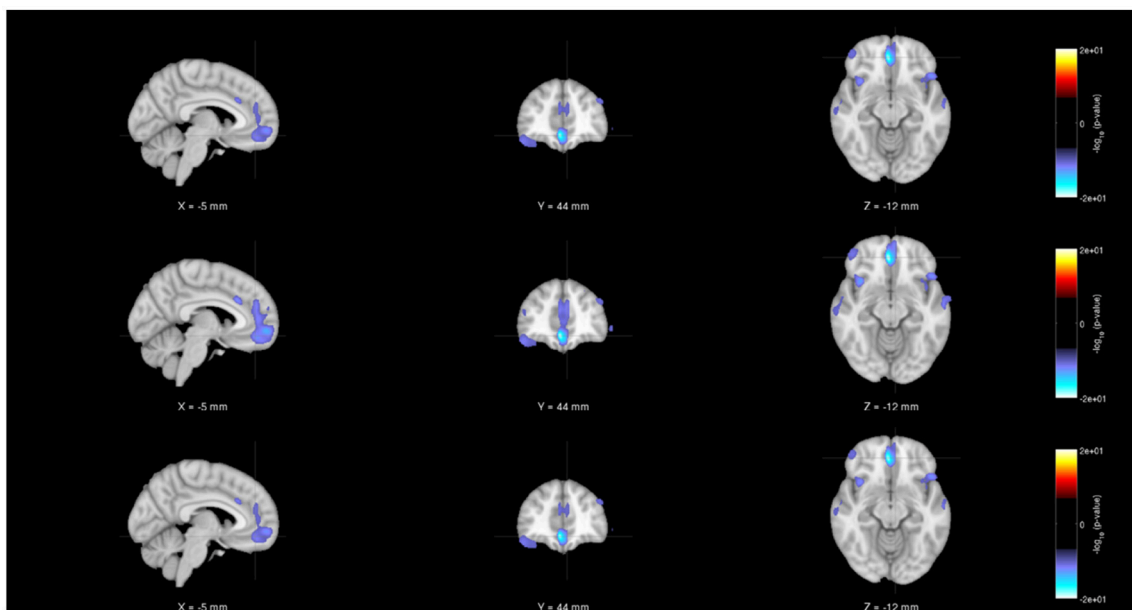 2e+01
0
-log10 (p-value)
-2e+01
X = -5 mm
Y = 44 mm
Z = -12 mm
2e+01
0
-log10 (p-value)
-2e+01
X = -5 mm
Y = 44 mm
Z = -12 mm
2e+01
0
-log10 (p-value)
-2e+01
X = -5 mm
Y = 44 mm
Z = -12 mm